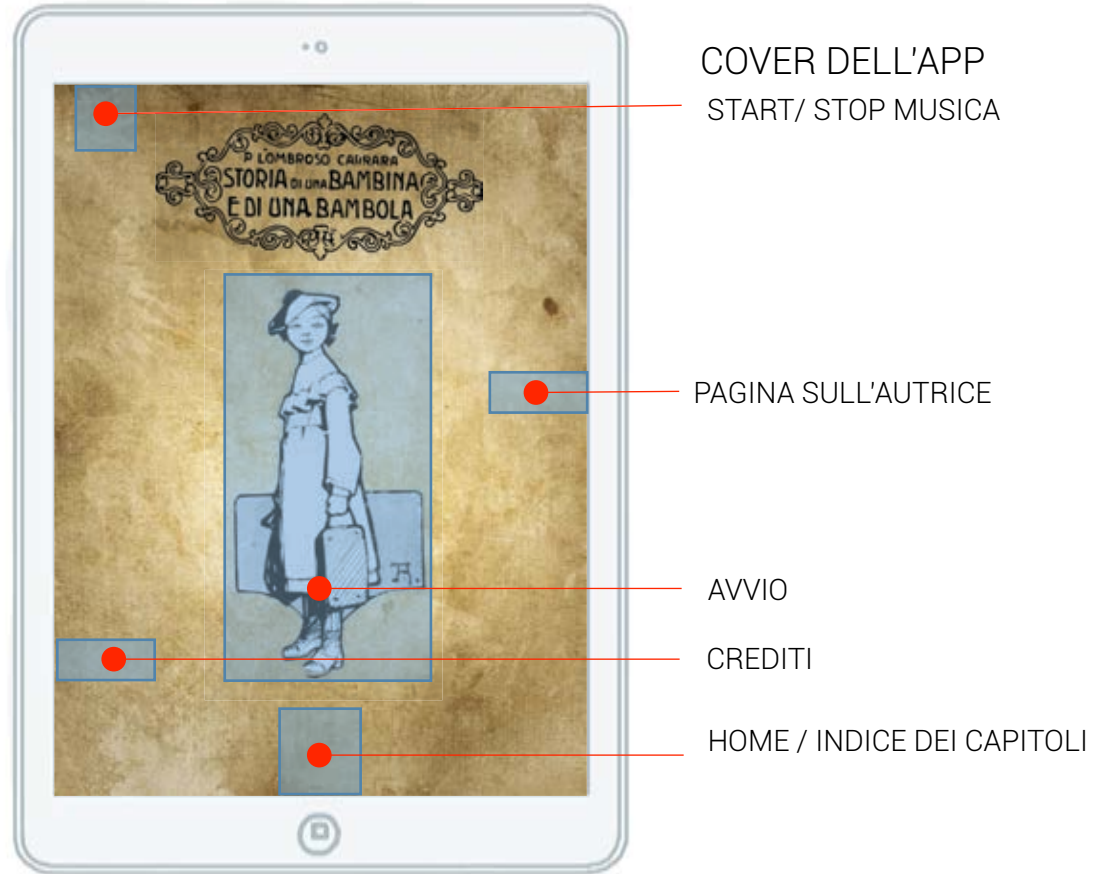 COVER DELL'APP
START/ STOP MUSICA
P. LOMBROSO CARRARA
STORIA DI UNA BAMBINA
E DI UNA BAMBOLA
PAGINA SULL'AUTRICE
AVVIO
CREDITI
HOME / INDICE DEI CAPITOLI